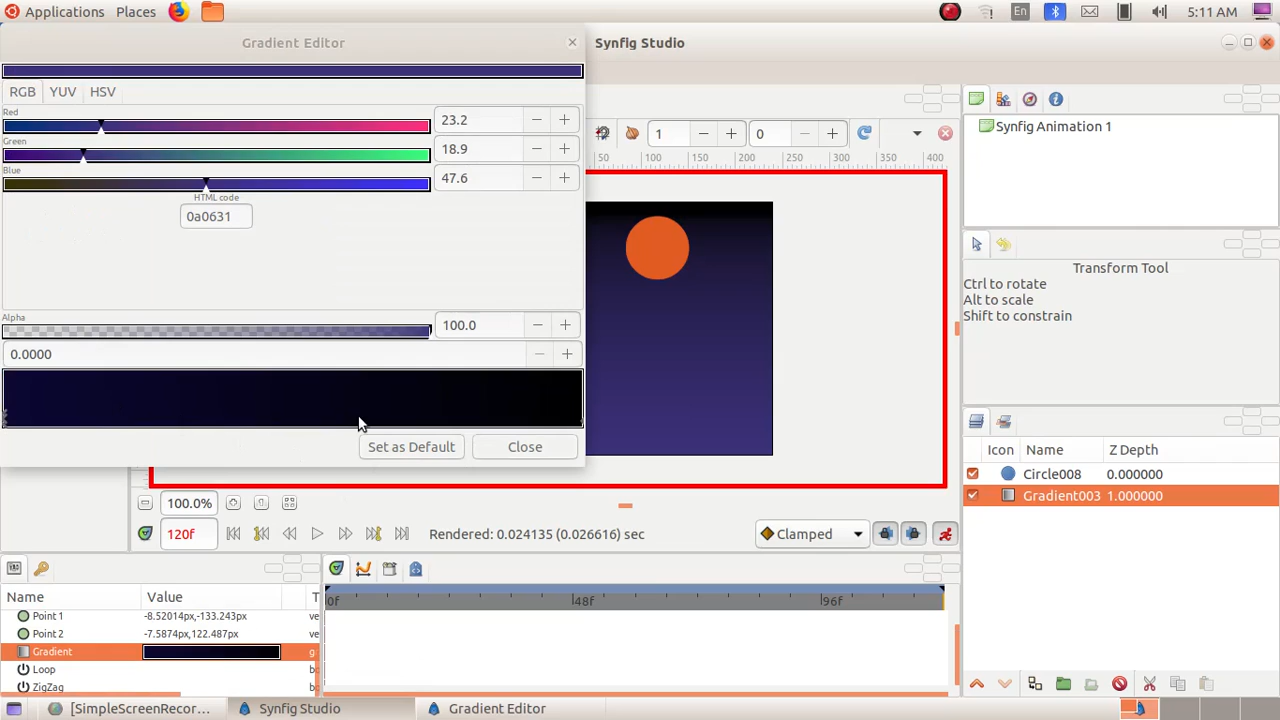 Applications Places En 5:11 AM
Gradient Editor
Synfig Studio
RGB YUV HSV
Red
23.2
Green
18.9
Blue
47.6
HTML code
0a0631
Alpha
100.0
0.0000
Set as Default Close
1 0
50 100 150 200 250 300 350 400
Synfig Animation 1
Transform Tool
Ctrl to rotate
Alt to scale
Shift to constrain
Icon Name Z Depth
Circle008 0.000000
Gradient003 1.000000
100.0%
120f
Rendered: 0.024135 (0.026616) sec
Clamped
Name Value T
Point 1 -8.52014px,-133.243px ve
Point 2 -7.5874px,122.487px ve
Gradient
Loop bo
ZigZag bo
0f 48f 96f
[SimpleScreenRecor... Synfig Studio Gradient Editor